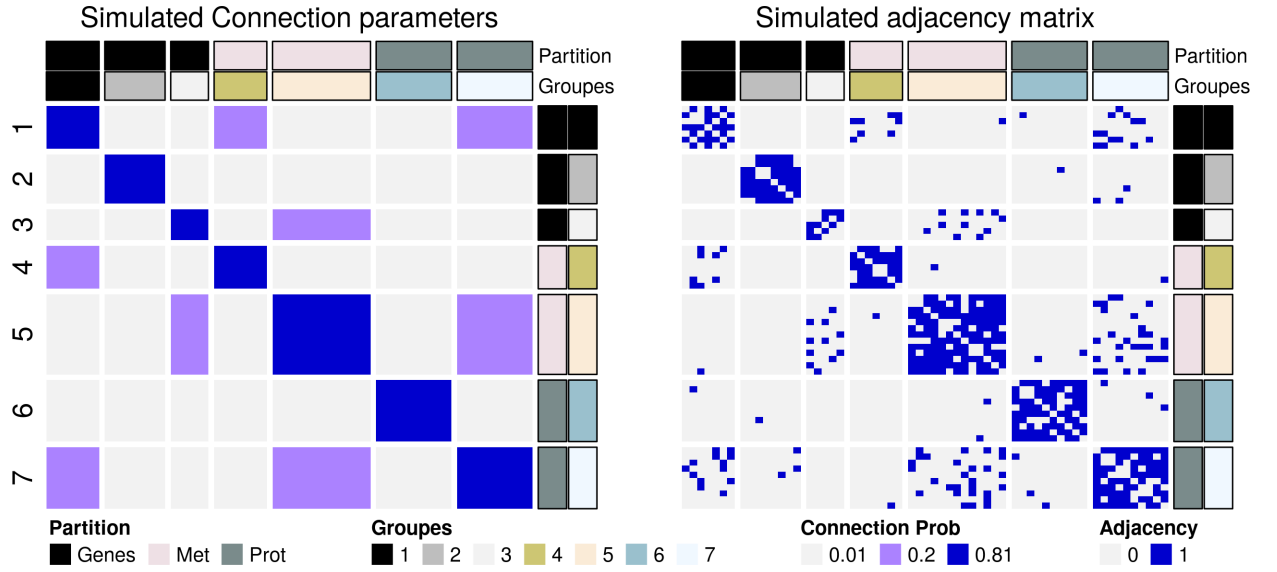 Simulated Connection parameters
Simulated adjacency matrix
Partition
Groupes
Partition
Groupes
1
2
3
4
5
6
7
Partition
Genes Met Prot
Groupes
1 2 3 4 5 6 7
Connection Prob
0.01 0.2 0.81
Adjacency
0 1